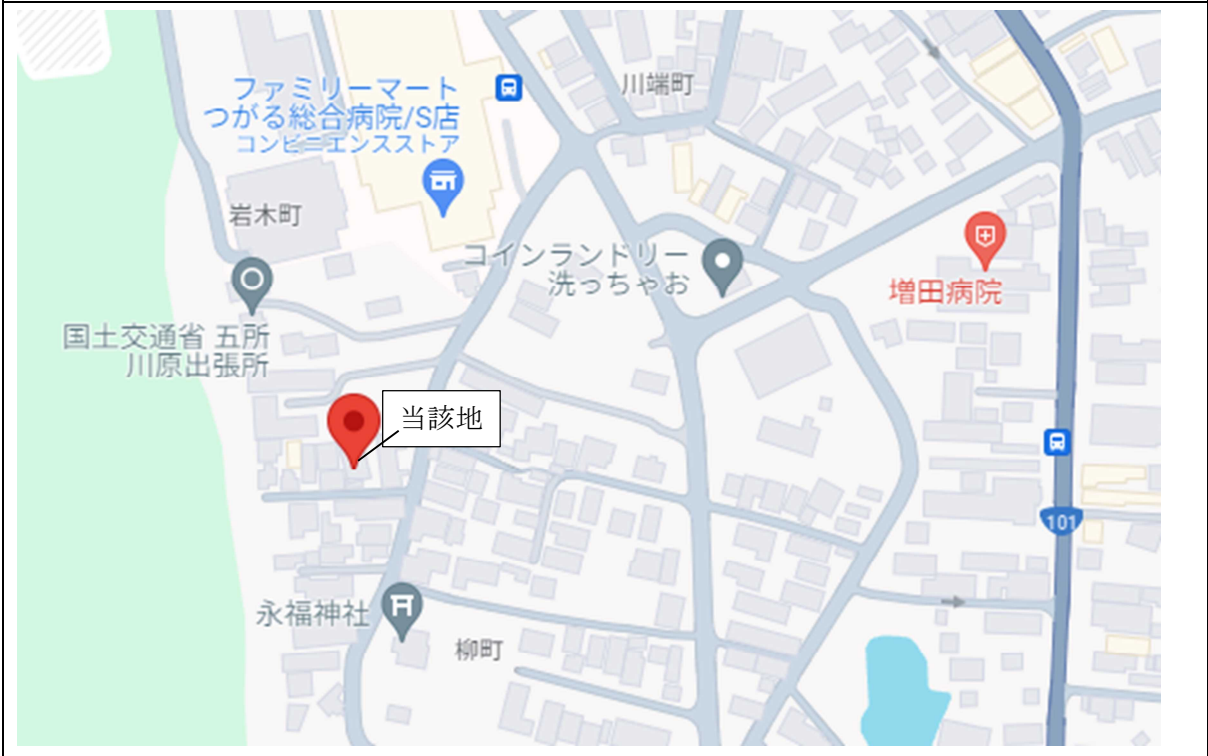 川端町
ファミリーマート
つがる総合病院/S店
コンビニエンスストア
岩木町
コインランドリー
洗っちゃお
増田病院
国土交通省 五所
川原出張所
当該地
101
永福神社
柳町